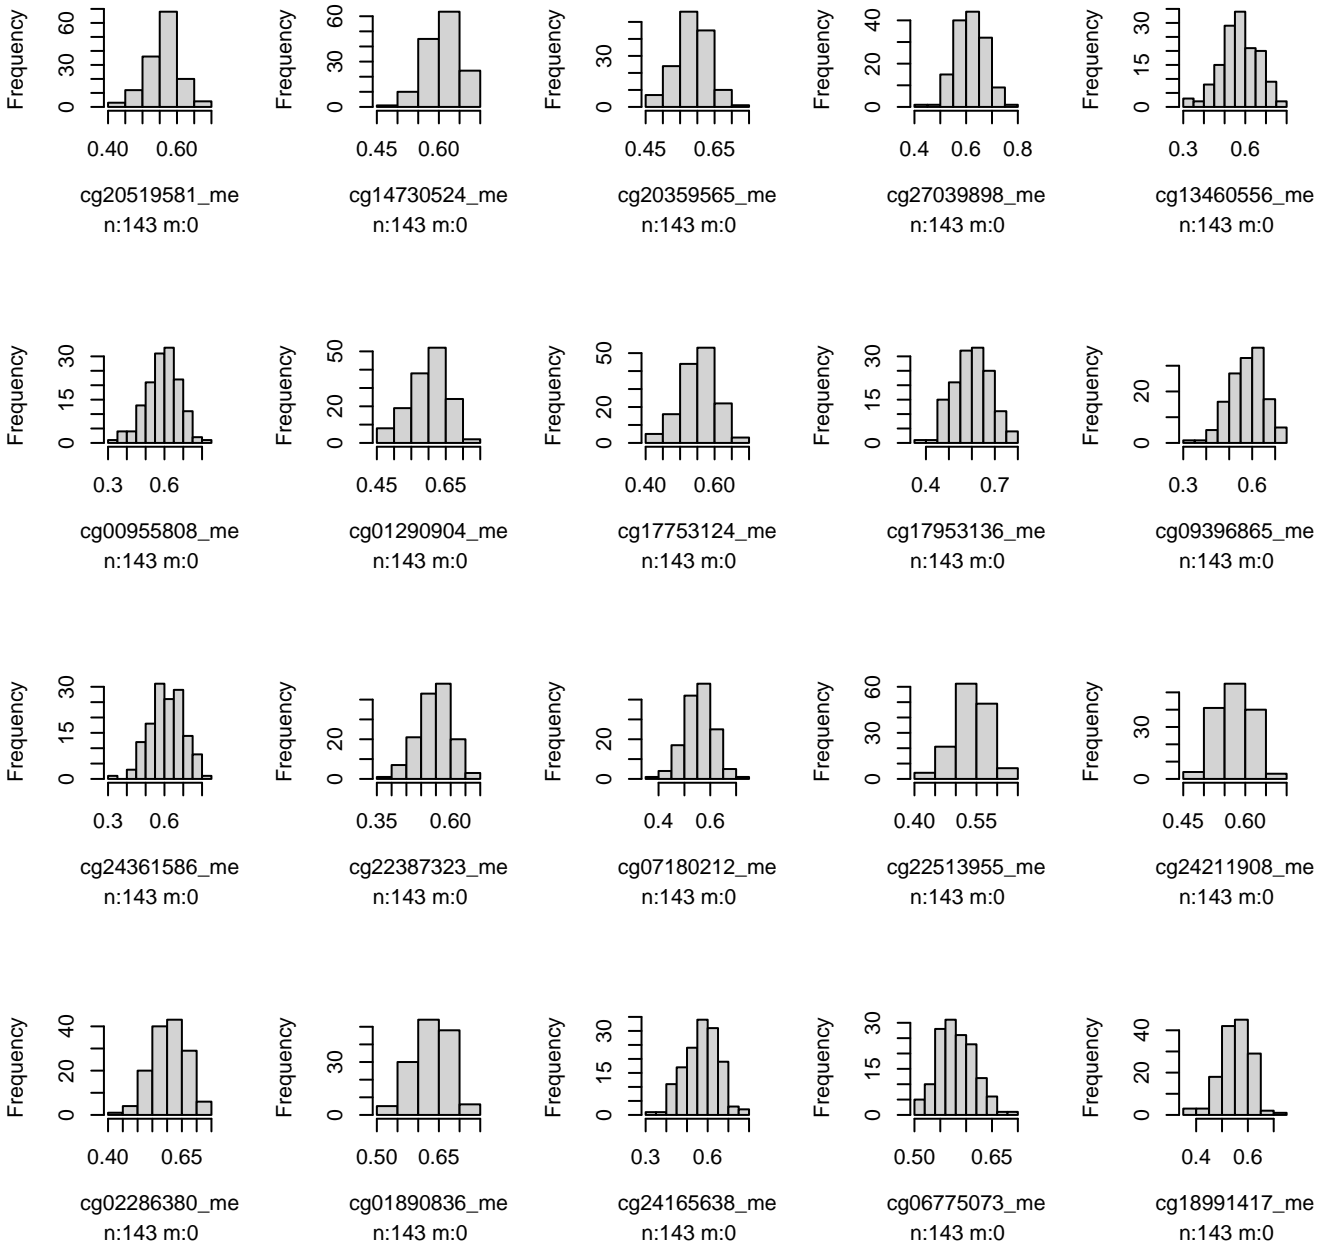 Frequency
0 30 60
0.40 0.60
cg20519581_me
n:143 m:0
Frequency
0 20 40 60
0.45 0.60
cg14730524_me
n:143 m:0
Frequency
0 30
0.45 0.65
cg20359565_me
n:143 m:0
Frequency
0 20 40
0.4 0.6 0.8
cg27039898_me
n:143 m:0
Frequency
0 15 30
0.3 0.6
cg13460556_me
n:143 m:0
Frequency
0 15 30
0.3 0.6
cg00955808_me
n:143 m:0
Frequency
0 20 50
0.45 0.65
cg01290904_me
n:143 m:0
Frequency
0 20 50
0.40 0.60
cg17753124_me
n:143 m:0
Frequency
0 15 30
0.4 0.7
cg17953136_me
n:143 m:0
Frequency
0 20
0.3 0.6
cg09396865_me
n:143 m:0
Frequency
0 15 30
0.3 0.6
cg24361586_me
n:143 m:0
Frequency
0 20
0.35 0.60
cg22387323_me
n:143 m:0
Frequency
0 20
0.4 0.6
cg07180212_me
n:143 m:0
Frequency
0 30 60
0.40 0.55
cg22513955_me
n:143 m:0
Frequency
0 30
0.45 0.60
cg24211908_me
n:143 m:0
Frequency
0 20 40
0.40 0.65
cg02286380_me
n:143 m:0
Frequency
0 30
0.50 0.65
cg01890836_me
n:143 m:0
Frequency
0 15 30
0.3 0.6
cg24165638_me
n:143 m:0
Frequency
0 15 30
0.50 0.65
cg06775073_me
n:143 m:0
Frequency
0 20 40
0.4 0.6
cg18991417_me
n:143 m:0